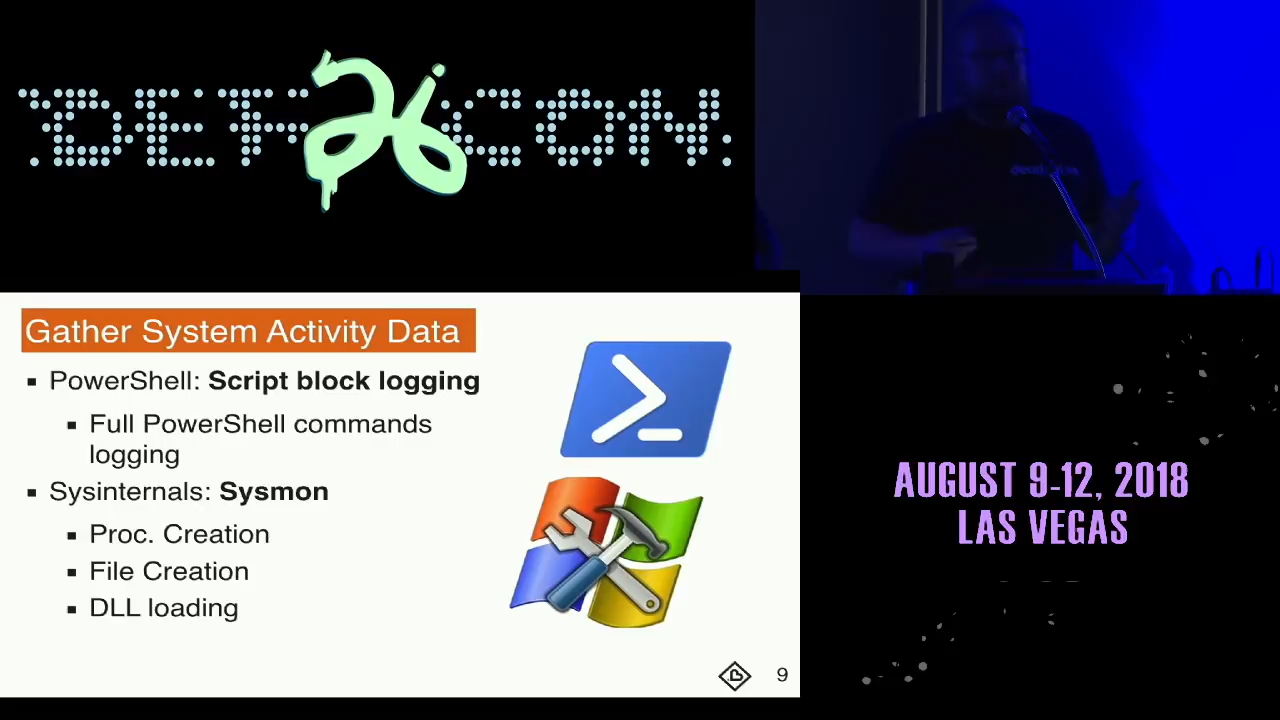 DEF CON
26
Gather System Activity Data
PowerShell: Script block logging
Full PowerShell commands
logging
Sysinternals: Sysmon
Proc. Creation
File Creation
DLL loading
9
AUGUST 9-12, 2018
LAS VEGAS